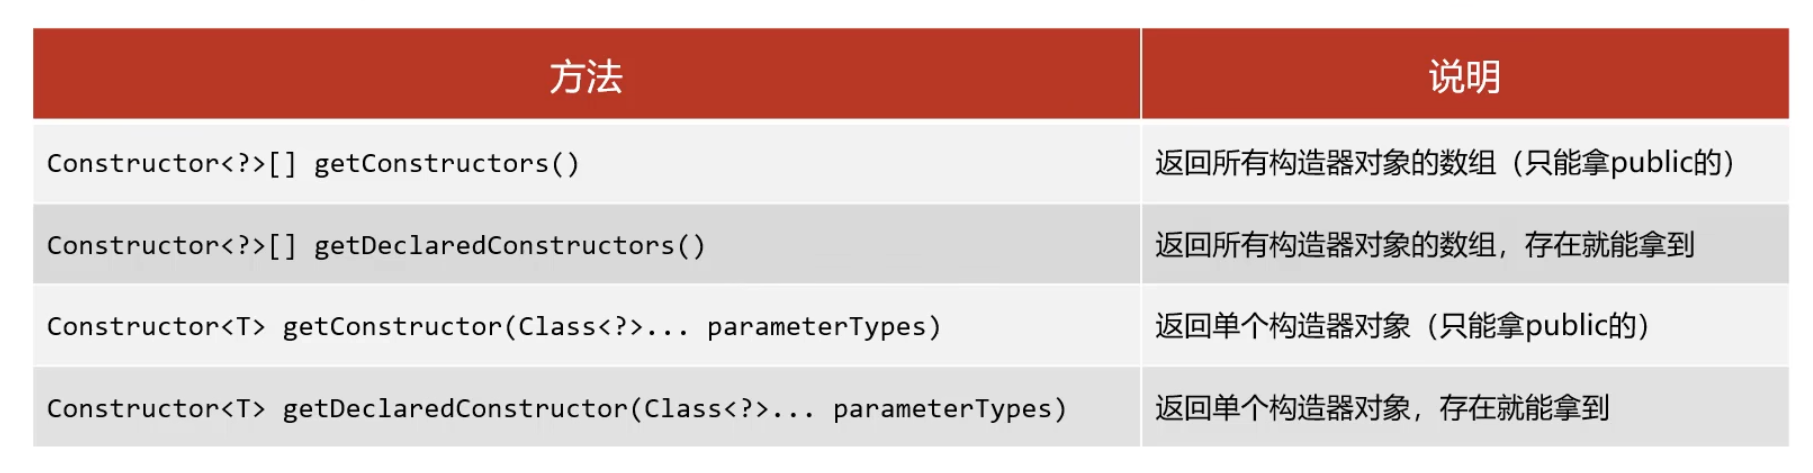 方法
说明
Constructor<?>[] getConstructors()
返回所有构造器对象的数组（只能拿public的）
Constructor<?>[] getDeclaredConstructors()
返回所有构造器对象的数组，存在就能拿到
Constructor<T> getConstructor(Class<?>... parameterTypes)
返回单个构造器对象（只能拿public的）
Constructor<T> getDeclaredConstructor(Class<?>... parameterTypes)
返回单个构造器对象，存在就能拿到